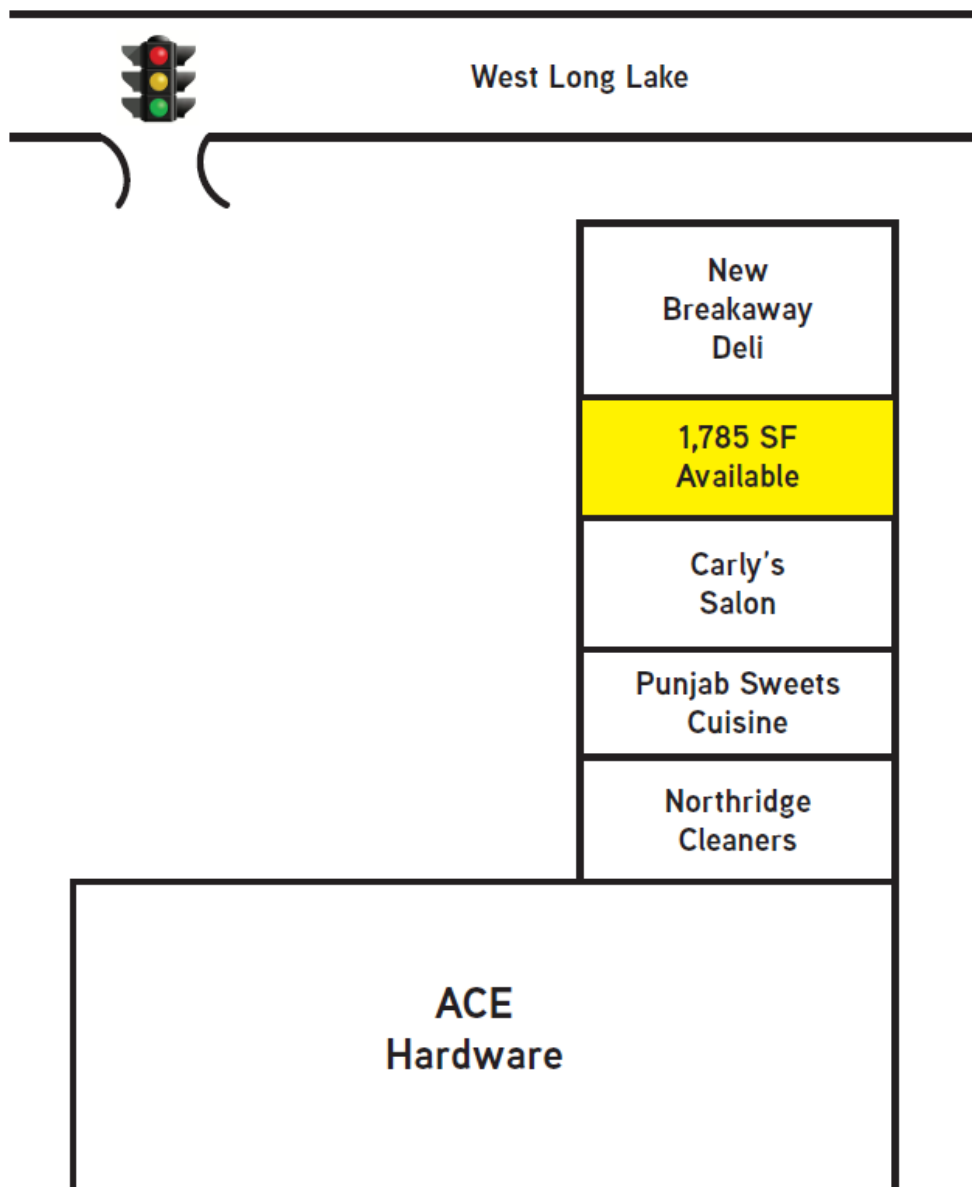 West Long Lake
New
Breakaway
Deli
1,785 SF
Available
Carly's
Salon
Punjab Sweets
Cuisine
Northridge
Cleaners
ACE
Hardware